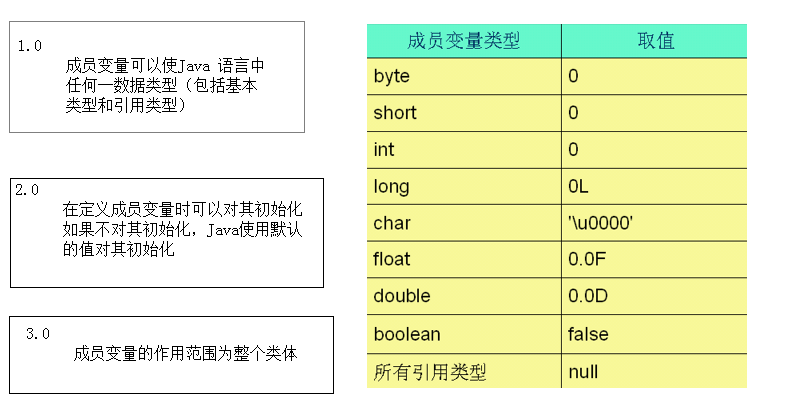 1.0
成员变量可以使Java 语言中
任何一数据类型（包括基本
类型和引用类型）
2.0
在定义成员变量时可以对其初始化
如果不对其初始化，Java使用默认
的值对其初始化
3.0
成员变量的作用范围为整个类体
成员变量类型 取值
byte 0
short 0
int 0
long 0L
char '\u0000'
float 0.0F
double 0.0D
boolean false
所有引用类型 null